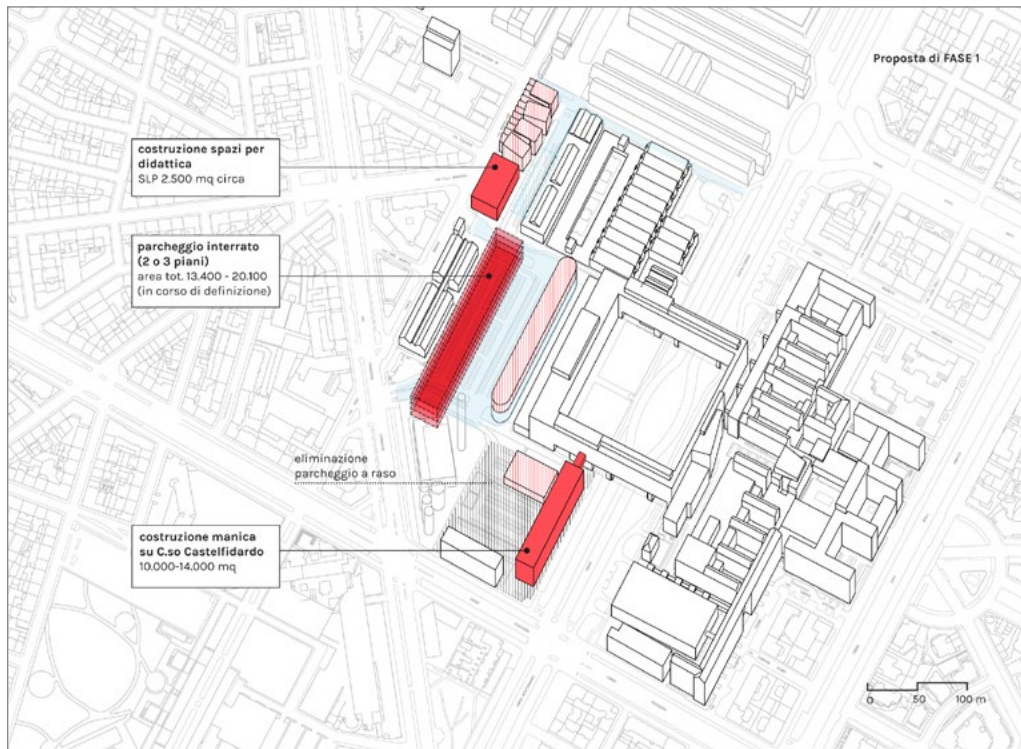 Proposta di FASE 1
costruzione spazi per
didattica
SLP 2.500 mq circa
parcheggio interrato
(2 o 3 piani)
area tot. 13.400 - 20.100
(in corso di definizione)
eliminazione
parcheggio a raso
costruzione manica
su C.so Castelfidardo
10.000-14.000 mq
0 50 100 m